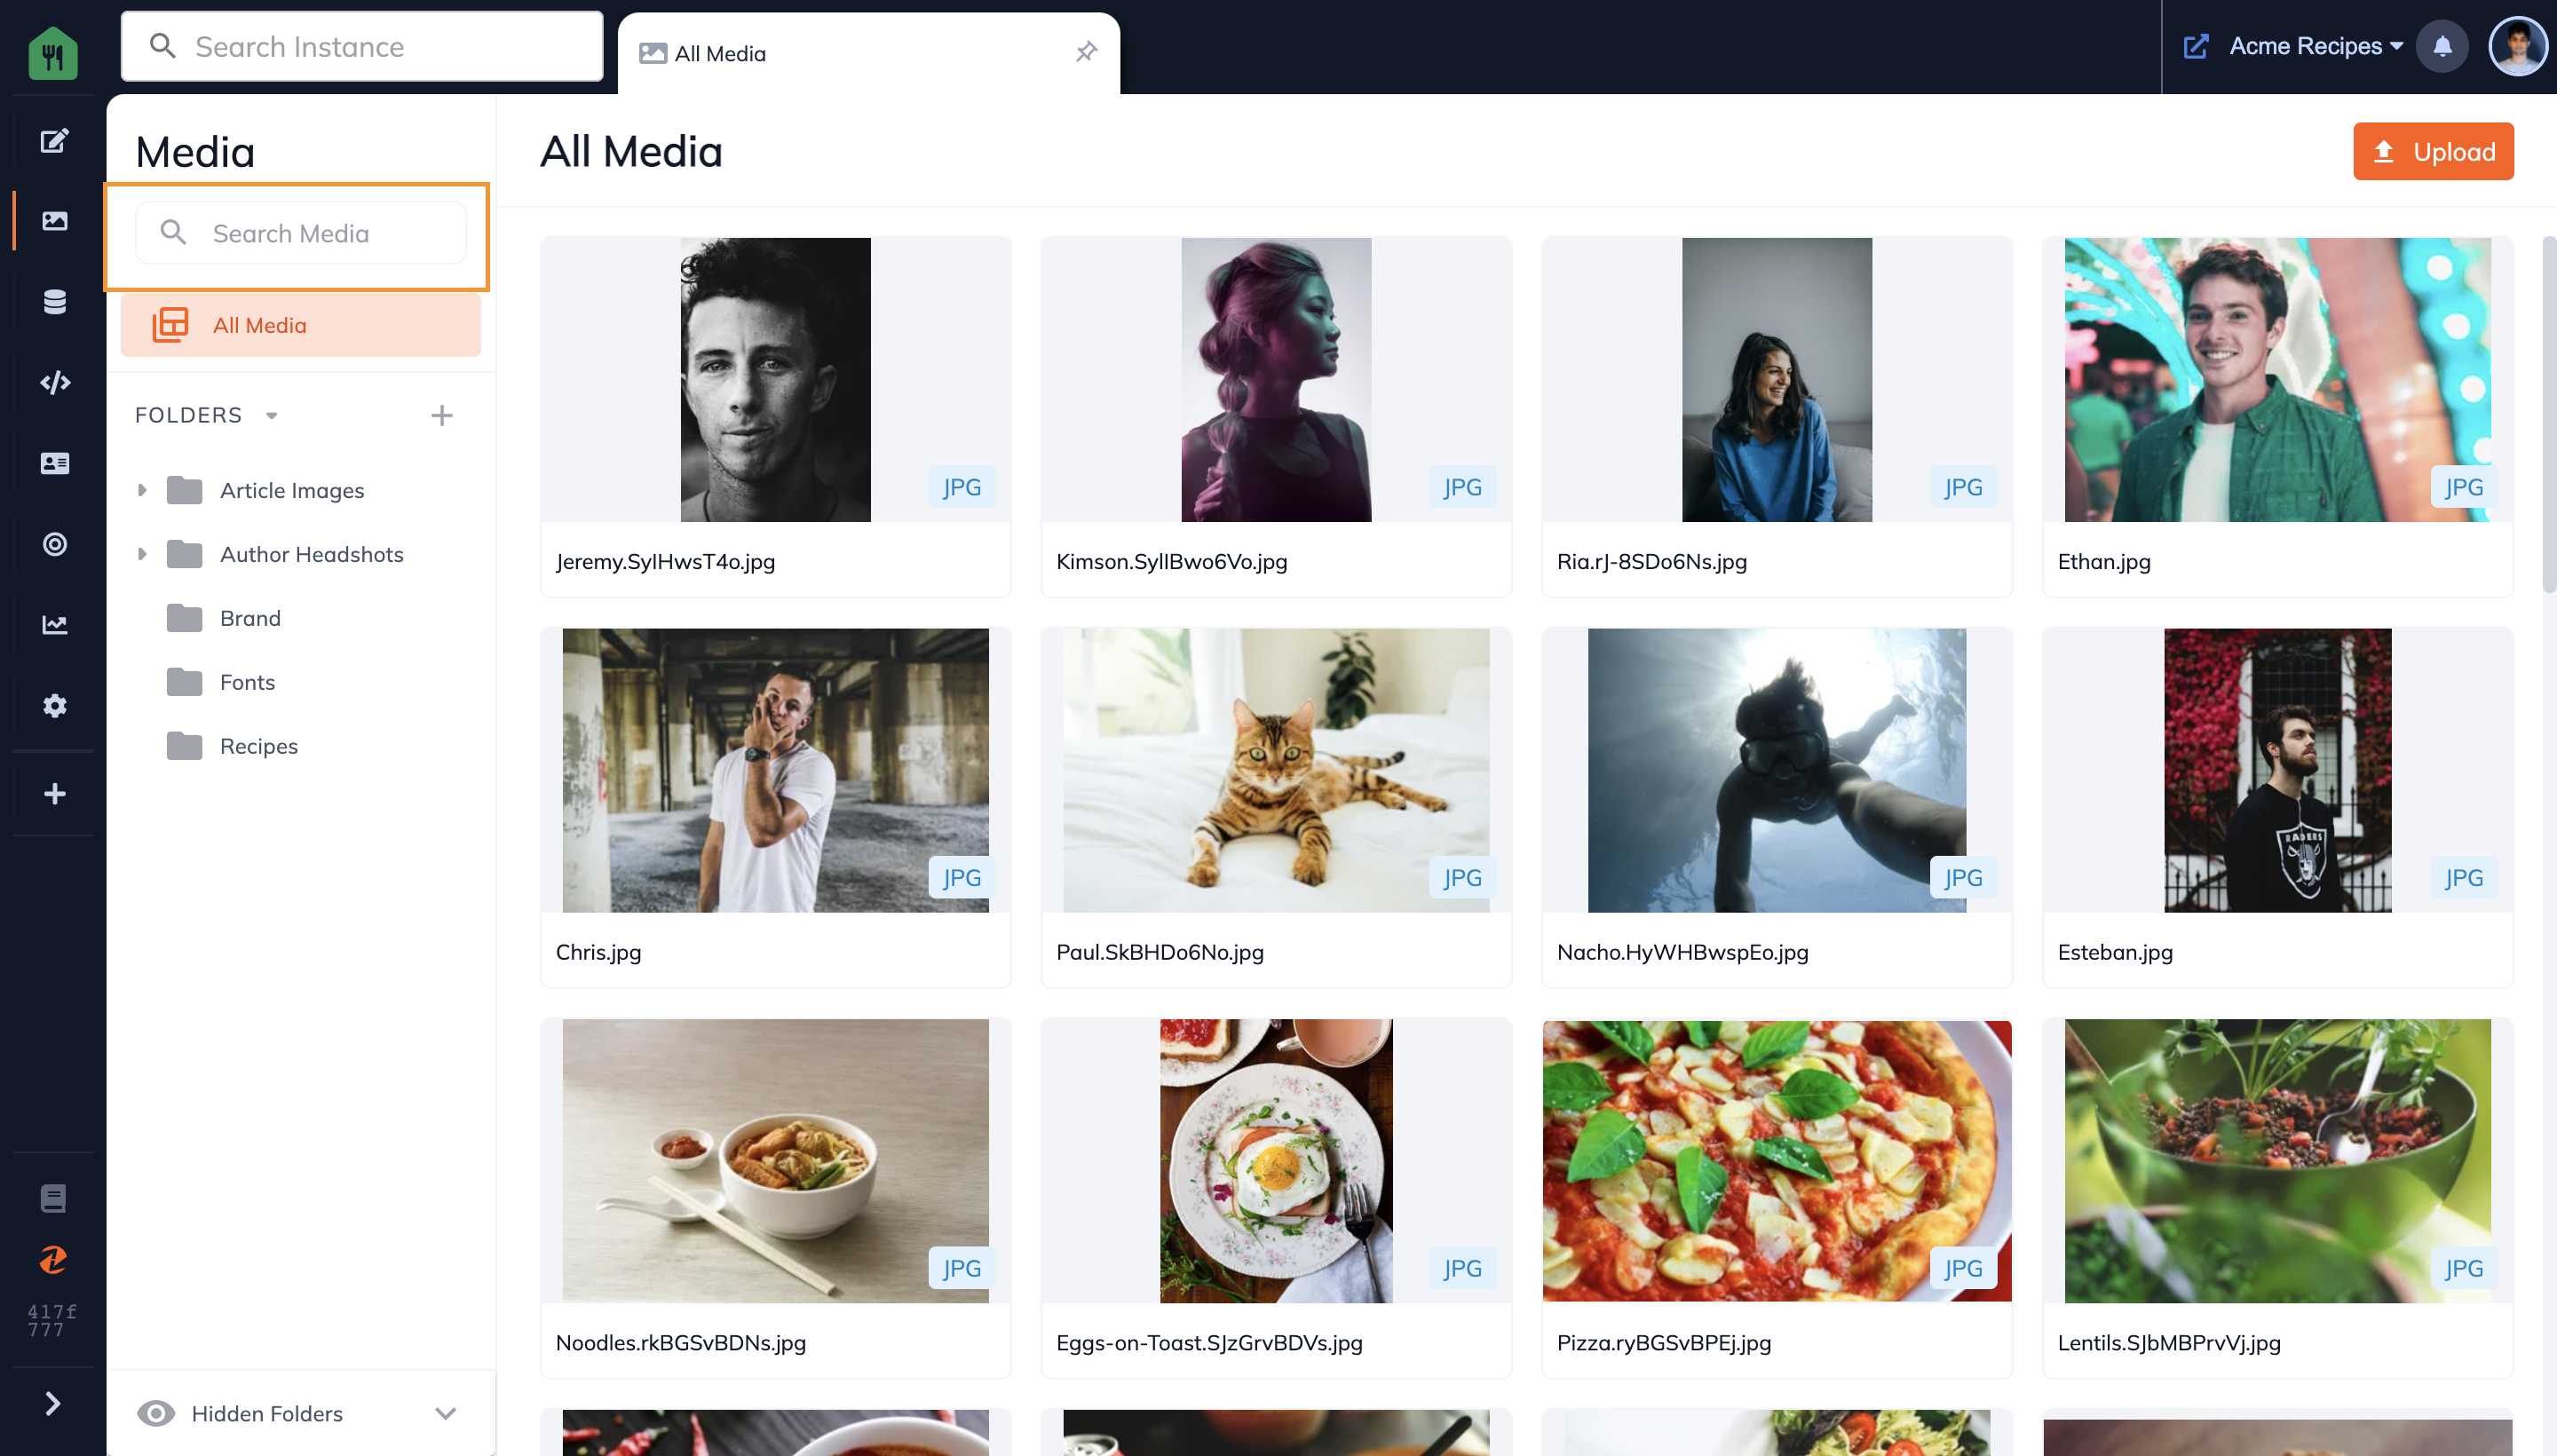 Search Instance
All Media
Acme Recipes
Media
Search Media
All Media
FOLDERS
Article Images
Author Headshots
Brand
Fonts
Recipes
417f
777
Hidden Folders
All Media
Upload
JPG
JPG
JPG
JPG
Jeremy.SylHwsT4o.jpg
Kimson.SyllBwo6Vo.jpg
Ria.rJ-8SDo6Ns.jpg
Ethan.jpg
RAIDERS
JPG
JPG
JPG
JPG
Chris.jpg
Paul.SkBHDo6No.jpg
Nacho.HyWHBwspEo.jpg
Esteban.jpg
JPG
JPG
JPG
JPG
Noodles.rkBGSvBDNs.jpg
Eggs-on-Toast.SJzGrvBDVs.jpg
Pizza.ryBGSvBPEj.jpg
Lentils.SJbMBPrvVj.jpg